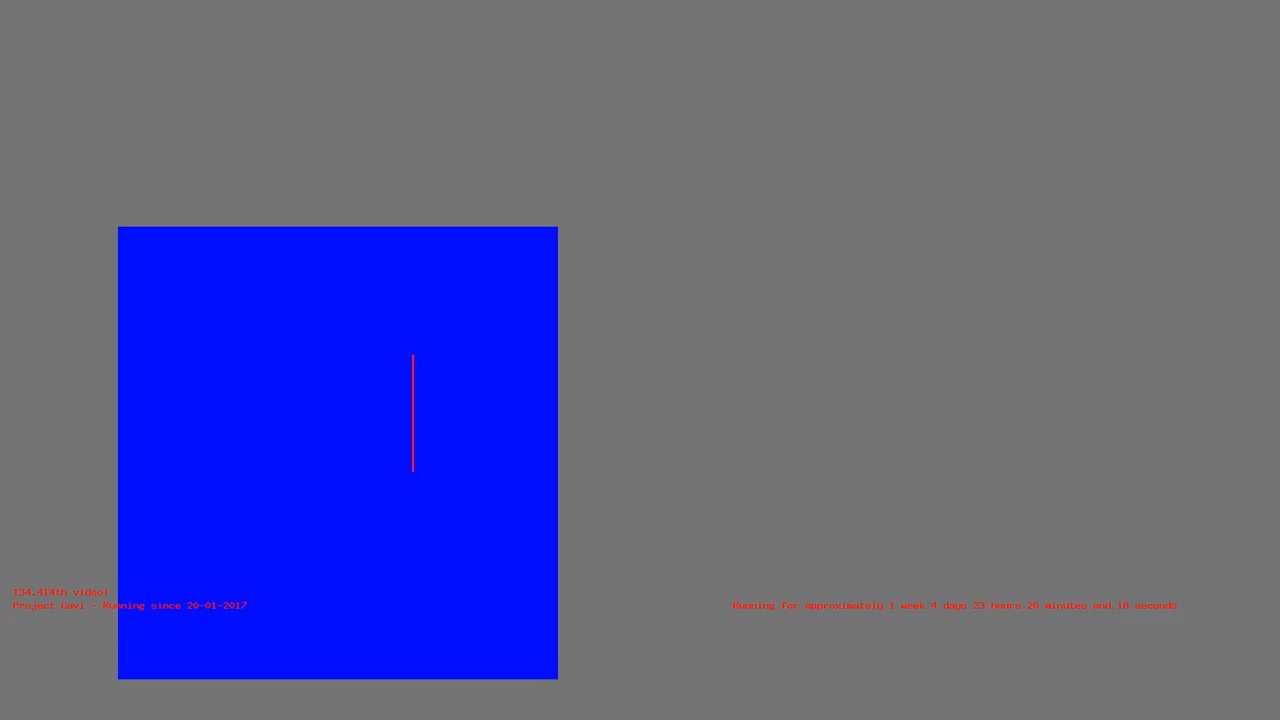 134,414th video!
Project Cavi - Running since 20-01-2017
Running for approximately 1 week 4 days 23 hours 26 minutes and 18 seconds